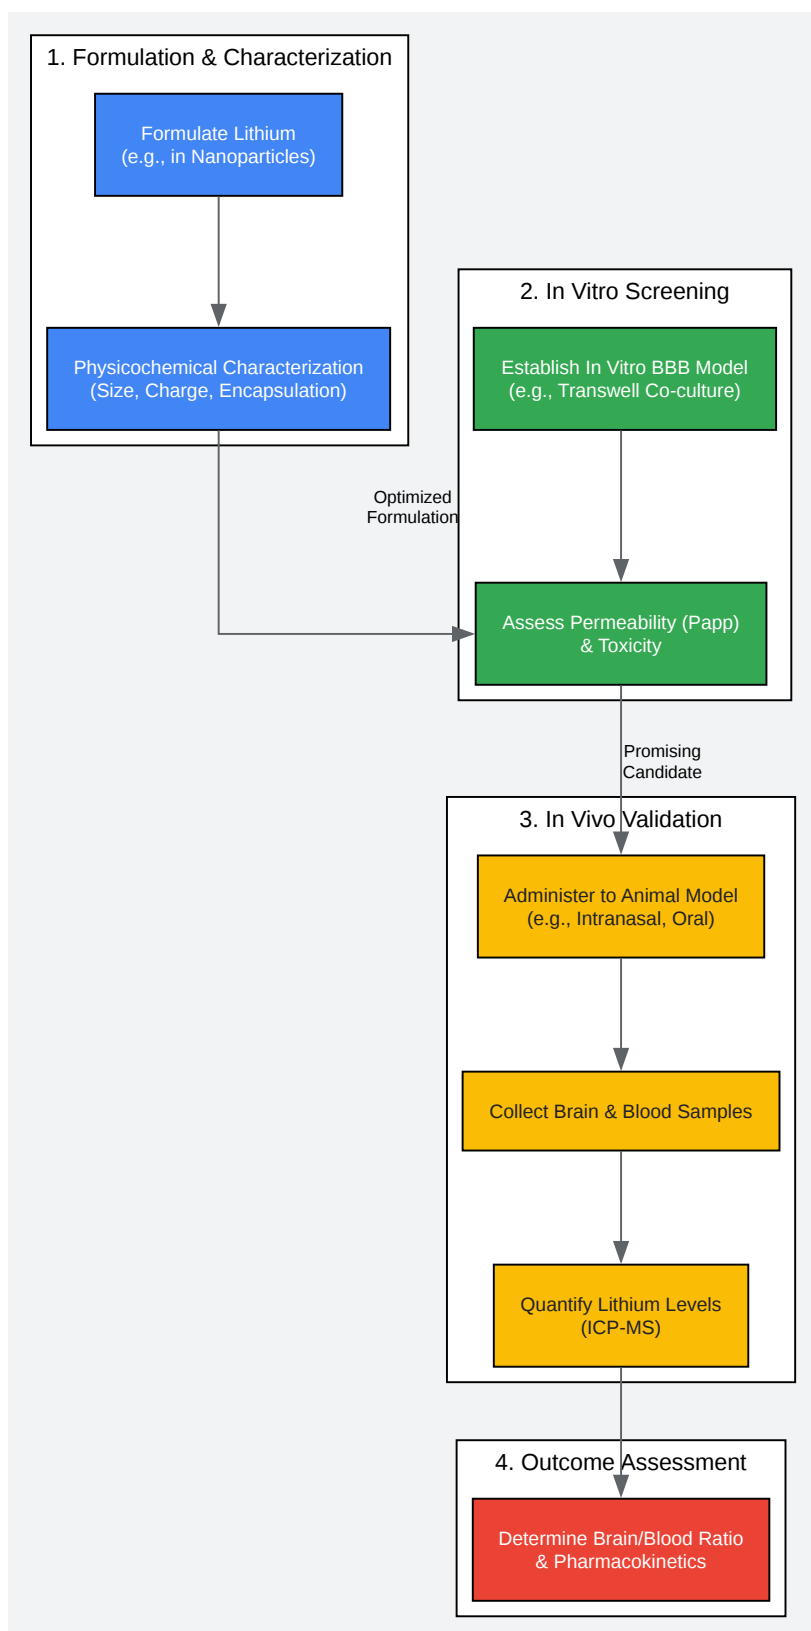 1. Formulation & Characterization
Formulate Lithium
(e.g., in Nanoparticles)
Physicochemical Characterization
(Size, Charge, Encapsulation)
Optimized
Formulation
2. In Vitro Screening
Establish In Vitro BBB Model
(e.g., Transwell Co-culture)
Assess Permeability (Papp)
& Toxicity
Promising
Candidate
3. In Vivo Validation
Administer to Animal Model
(e.g., Intranasal, Oral)
Collect Brain & Blood Samples
Quantify Lithium Levels
(ICP-MS)
4. Outcome Assessment
Determine Brain/Blood Ratio
& Pharmacokinetics